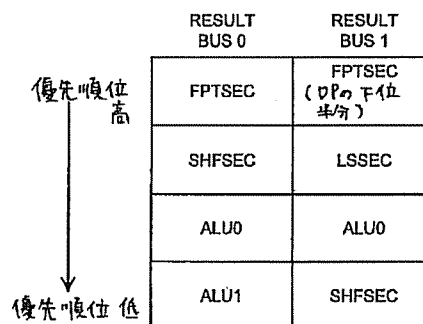 RESULT BUS 0
RESULT BUS 1
優先順位 高
FPTSEC
FPTSEC
(DPの下位
半分)
SHFSEC
LSSEC
ALU0
ALU0
優先順位 低
ALU1
SHFSEC